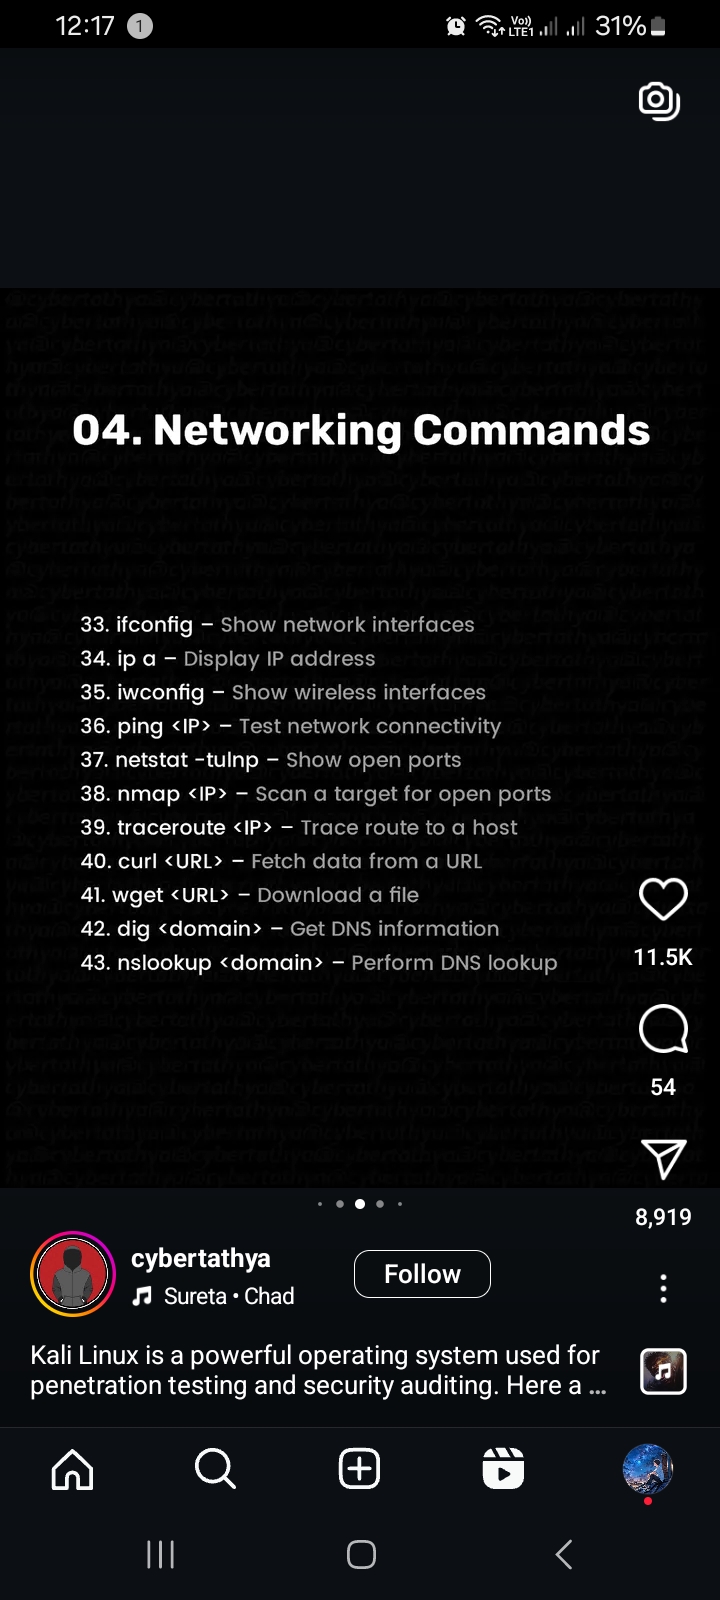 12:17 1 Vo)) LTE1 31%
04. Networking Commands
33. ifconfig – Show network interfaces
34. ip a – Display IP address
35. iwconfig – Show wireless interfaces
36. ping <IP> – Test network connectivity
37. netstat -tulnp – Show open ports
38. nmap <IP> – Scan a target for open ports
39. traceroute <IP> – Trace route to a host
40. curl <URL> – Fetch data from a URL
41. wget <URL> – Download a file
42. dig <domain> – Get DNS information
43. nslookup <domain> – Perform DNS lookup
11.5K
54
8,919
cybertathya
Follow
Sureta • Chad
Kali Linux is a powerful operating system used for
penetration testing and security auditing. Here a ...